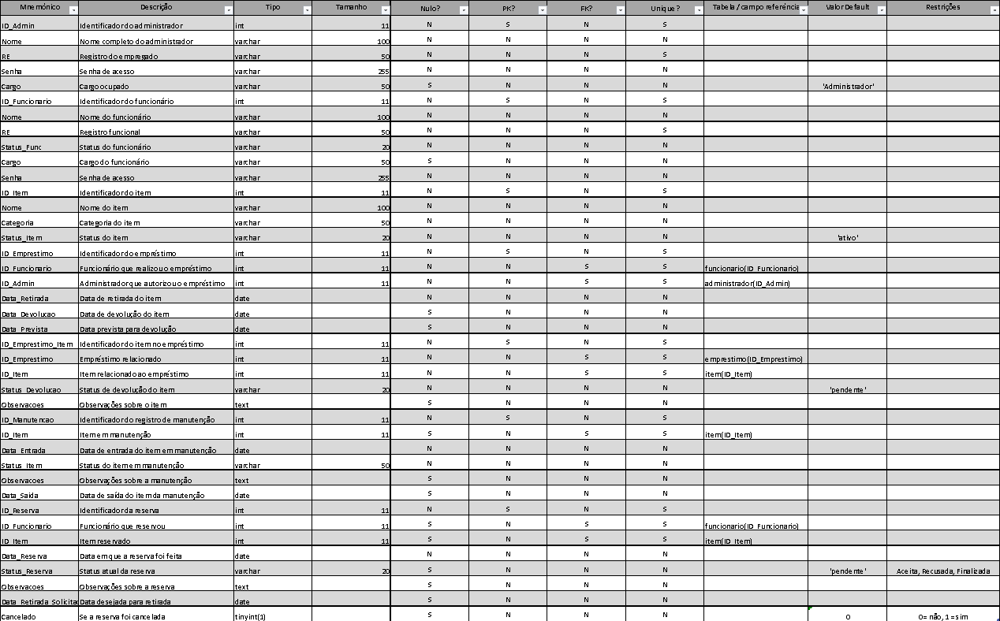 Mnemónico Descrição Tipo Tamanho Nulo? PK? FK? Unique? Tabela / campo referência Valor Default Restrições
ID_Admin Identificador do administrador int 11 N S N S
Nome Nome completo do administrador varchar 100 N N N N
RE Registro do empregado varchar 50 N N N S
Senha Senha de acesso varchar 255 N N N N
Cargo Cargo ocupado varchar 50 S N N N 'Administrador'
ID_Funcionario Identificador do funcionário int 11 N S N S
Nome Nome do funcionário varchar 100 N N N N
RE Registro funcional varchar 50 N N N S
Status_Func Status do funcionário varchar 20 N N N N
Cargo Cargo do funcionário varchar 50 S N N N
Senha Senha de acesso varchar 255 N N N N
ID_Item Identificador do item int 11 N S N S
Nome Nome do item varchar 100 N N N N
Categoria Categoria do item varchar 50 N N N N
Status_Item Status do item varchar 20 N N N N 'ativo'
ID_Emprestimo Identificador do empréstimo int 11 N S N S
ID_Funcionario Funcionário que realizou o empréstimo int 11 N N S S funcionario(ID_Funcionario)
ID_Admin Administrador que autorizou o empréstimo int 11 N N S S administrador(ID_Admin)
Data_Retirada Data de retirada do item date N N N N
Data_Devolucao Data de devolução do item date S N N N
Data_Prevista Data prevista para devolução date S N N N
ID_Emprestimo_Item Identificador do item no empréstimo int 11 N S N S
ID_Emprestimo Empréstimo relacionado int 11 N N S S emprestimo(ID_Emprestimo)
ID_Item Item relacionado ao empréstimo int 11 N N S S item(ID_Item)
Status_Devolucao Status de devolução do item varchar 20 N N N N 'pendente'
Observacoes Observações sobre o item text S N N N
ID_Manutencao Identificador do registro de manutenção int 11 N S N S
ID_Item Item em manutenção int 11 S N S S item(ID_Item)
Data_Entrada Data de entrada do item em manutenção date N N N N
Status_Item Status do item em manutenção varchar 50 N N N N
Observacoes Observações sobre a manutenção text S N N N
Data_Saida Data de saída do item da manutenção date S N N N
ID_Reserva Identificador da reserva int 11 N S N S
ID_Funcionario Funcionário que reservou int 11 S N S S funcionario(ID_Funcionario)
ID_Item Item reservado int 11 S N S S item(ID_Item)
Data_Reserva Data em que a reserva foi feita date N N N N
Status_Reserva Status atual da reserva varchar 20 S N N N 'pendente' Aceita, Recusada, Finalizada
Observacoes Observações sobre a reserva text S N N N
Data_Retirada_Solicita Data desejada para retirada date S N N N
Cancelado Se a reserva foi cancelada tinyint(1) S N N N 0 0= não, 1 = sim